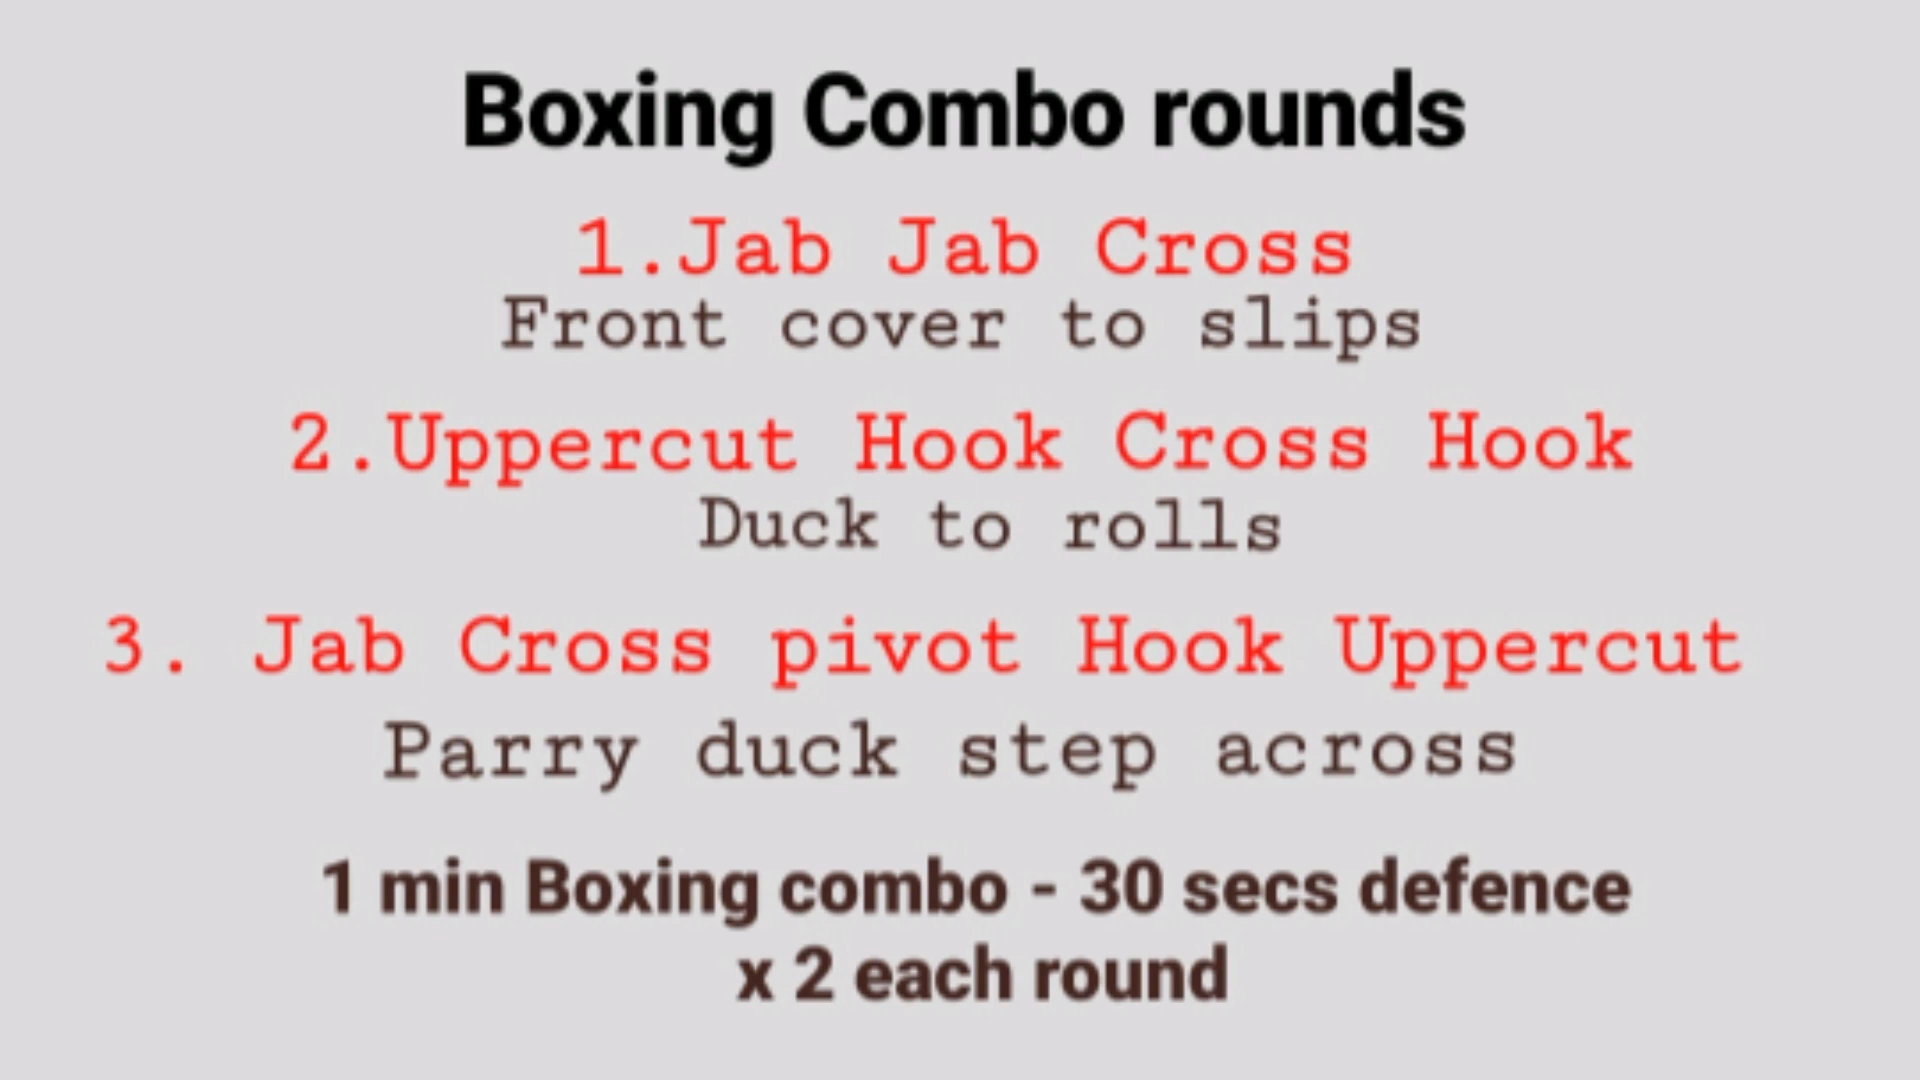 Boxing Combo rounds
1.Jab Jab Cross
Front cover to slips
2.Uppercut Hook Cross Hook
Duck to rolls
3. Jab Cross pivot Hook Uppercut
Parry duck step across
1 min Boxing combo - 30 secs defence
x 2 each round